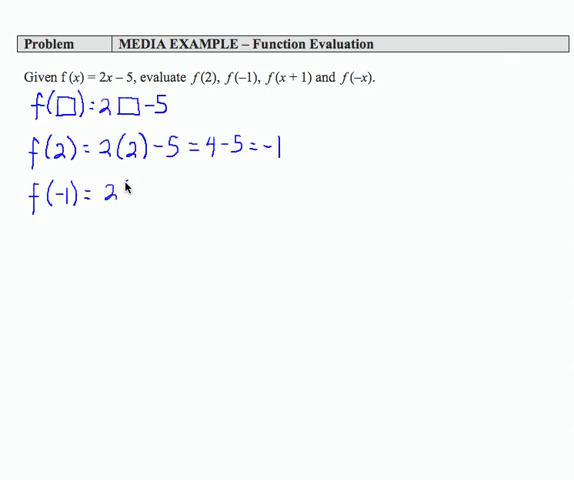 Problem MEDIA EXAMPLE – Function Evaluation
Given f (x) = 2x – 5, evaluate f(2), f(−1), f(x + 1) and f(−x).
f(□) = 2□ − 5
f(2) = 2(2) − 5 = 4 − 5 = −1
f(−1) = 2